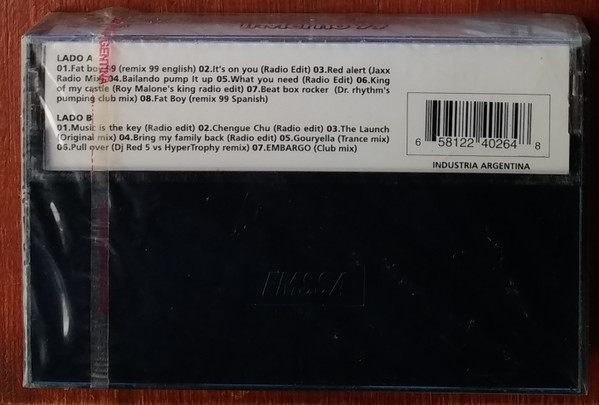 LADO A
01.Fat boy 99 (remix 99 english) 02.It's on you (Radio Edit) 03.Red alert (Jaxx
Radio Mix) 04.Bailando pump It up 05.What you need (Radio Edit) 06.King
of my castle (Roy Malone's king radio edit) 07.Beat box rocker (Dr. rhythm's
pumping club mix) 08.Fat Boy (remix 99 Spanish)
LADO B
01.Music is the key (Radio edit) 02.Chengue Chu (Radio edit) 03.The Launch
(Original mix) 04.Bring my family back (Radio edit) 05.Gouryella (Trance mix)
06.Pull over (Dj Red 5 vs HyperTrophy remix) 07.EMBARGO (Club mix)
6 58122 40264 8
INDUSTRIA ARGENTINA